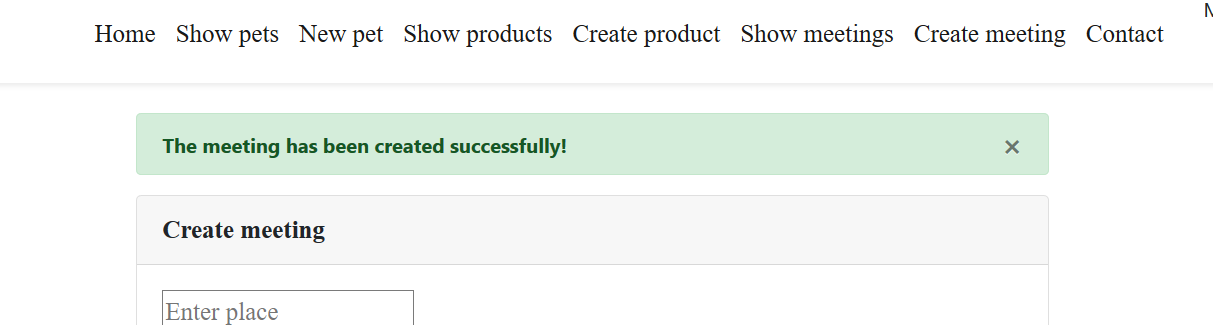 Home Show pets New pet Show products Create product Show meetings Create meeting Contact
The meeting has been created successfully!
×
Create meeting
Enter place